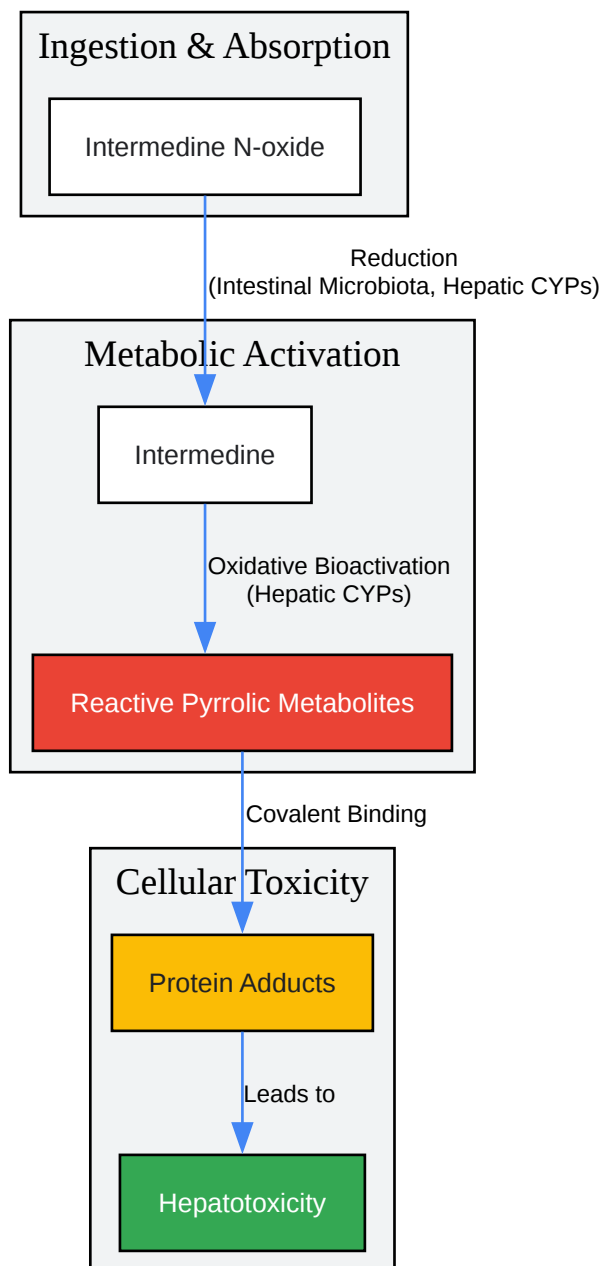 Ingestion & Absorption
Intermedine N-oxide
Reduction
(Intestinal Microbiota, Hepatic CYPs)
Metabolic Activation
Intermedine
Oxidative Bioactivation
(Hepatic CYPs)
Reactive Pyrrolic Metabolites
Covalent Binding
Cellular Toxicity
Protein Adducts
Leads to
Hepatotoxicity